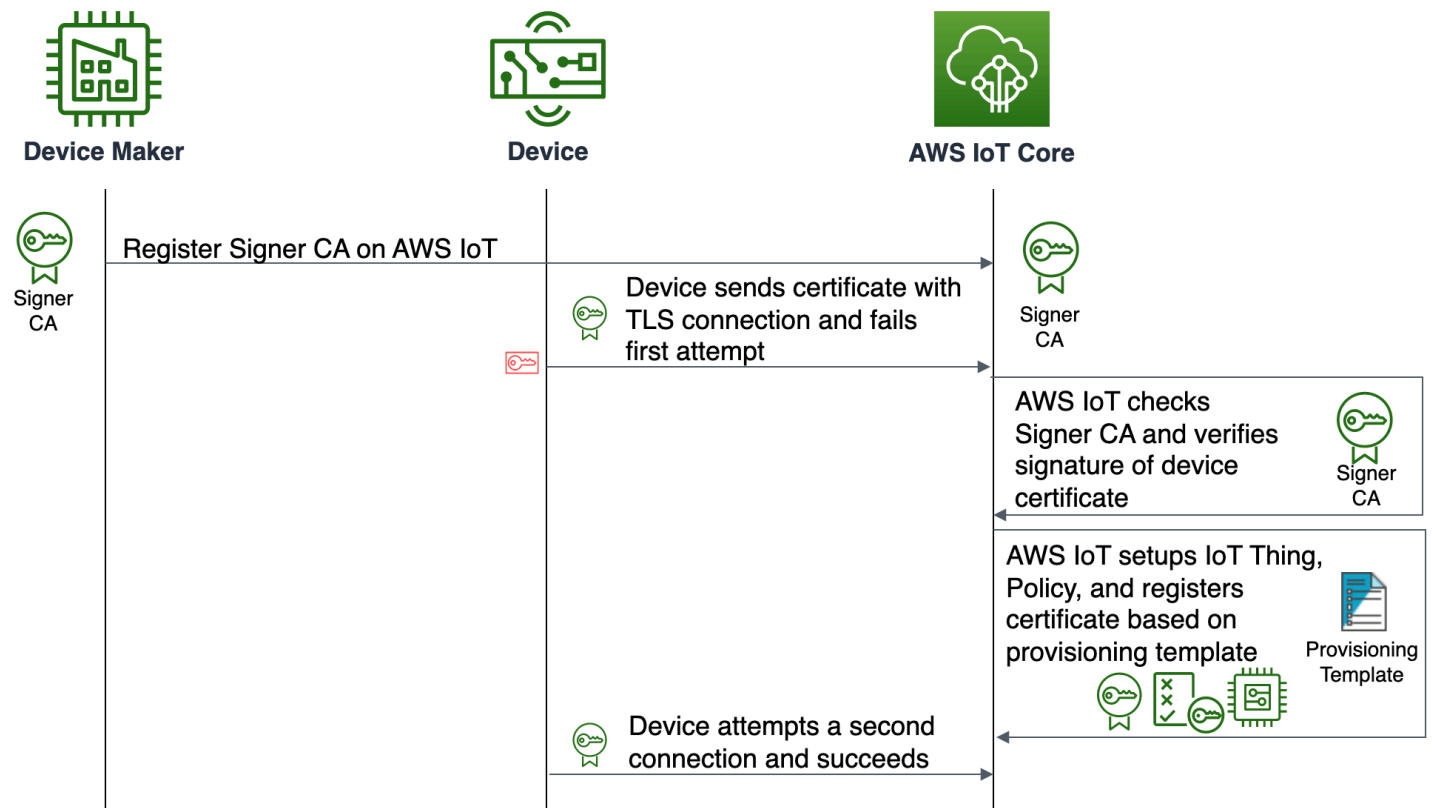 Device Maker
Device
AWS IoT Core
Signer
CA
Register Signer CA on AWS IoT
Signer
CA
Device sends certificate with
TLS connection and fails
first attempt
AWS IoT checks
Signer CA and verifies
signature of device
certificate
Signer
CA
AWS IoT setups IoT Thing,
Policy, and registers
certificate based on
provisioning template
Provisioning
Template
Device attempts a second
connection and succeeds